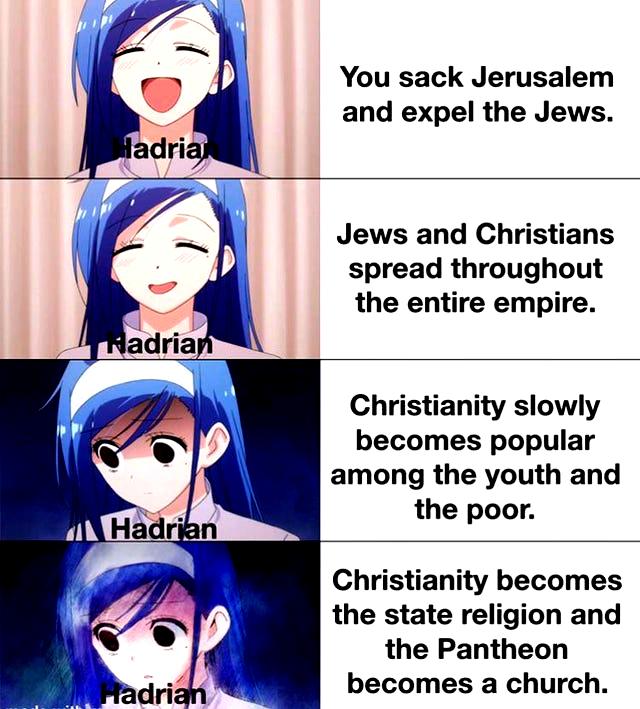 You sack Jerusalem
and expel the Jews.
Hadrian
Jews and Christians
spread throughout
the entire empire.
Hadrian
Christianity slowly
becomes popular
among the youth and
the poor.
Hadrian
Christianity becomes
the state religion and
the Pantheon
becomes a church.
Hadrian